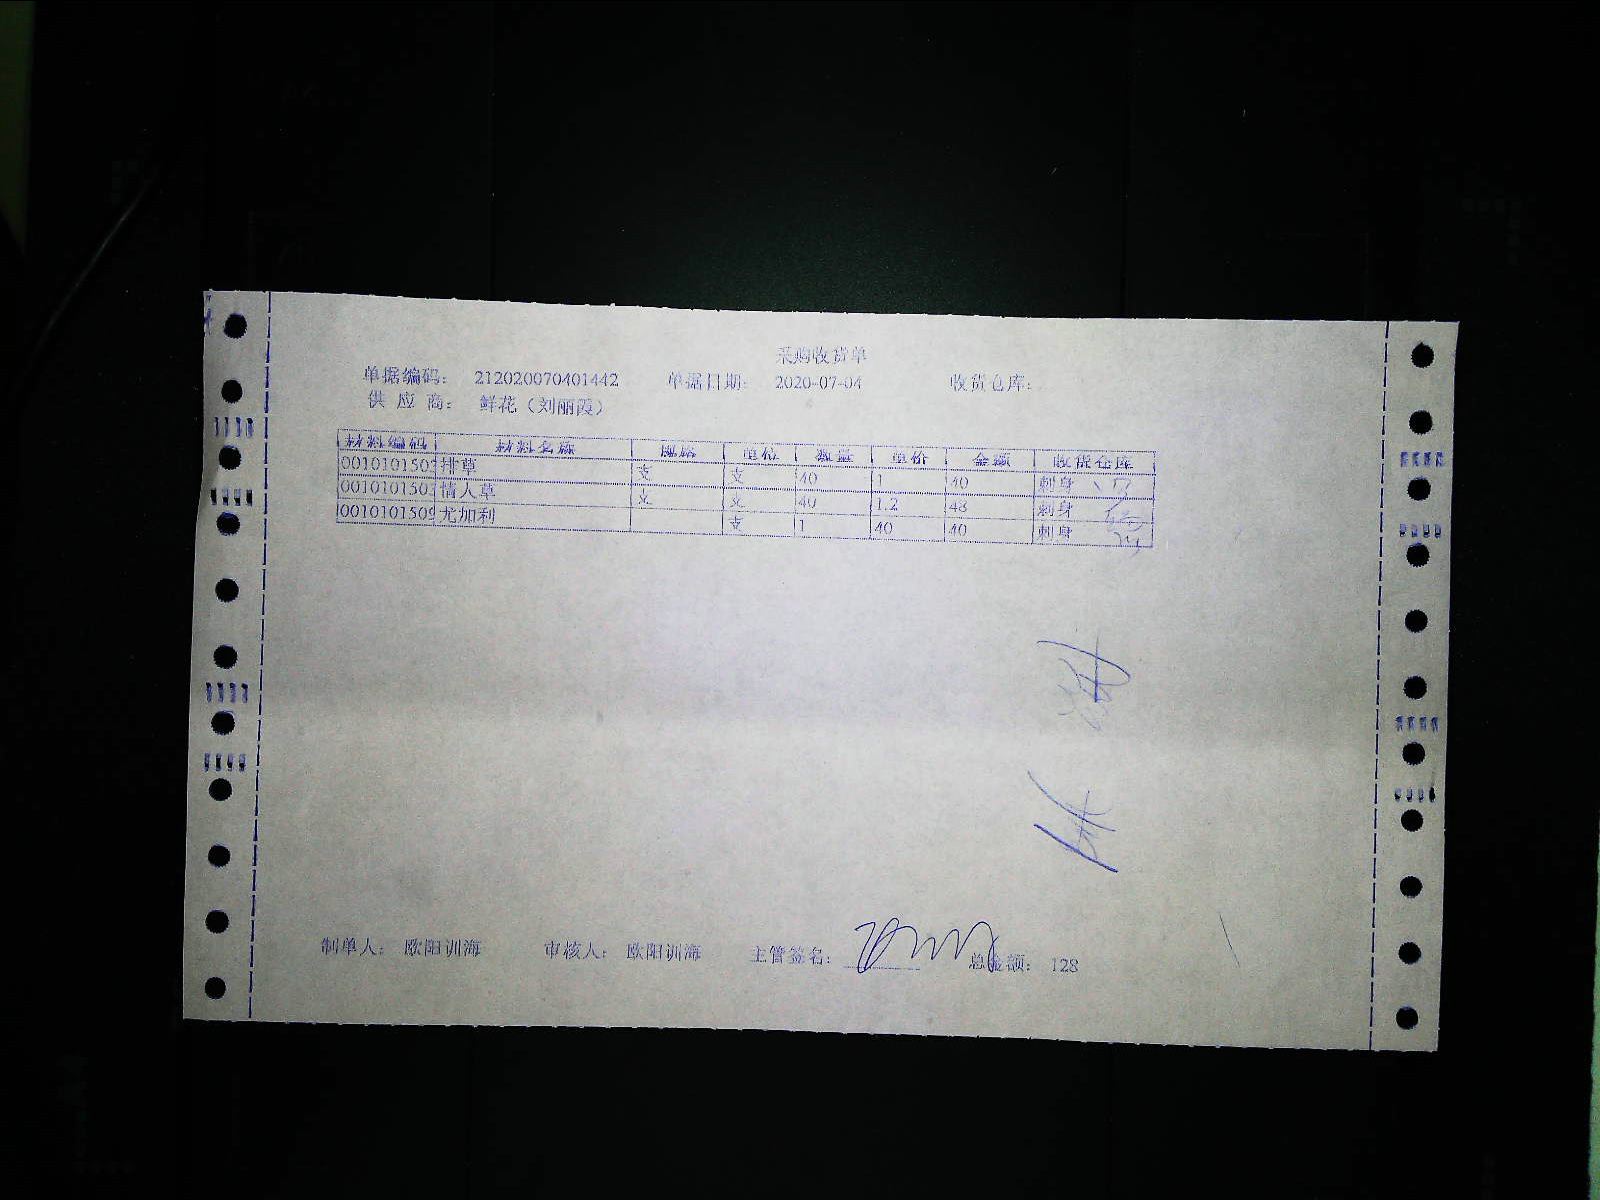 采购收货单
单据编码： 212020070401442 单据日期： 2020-07-04 收货仓库：
供 应 商： 鲜花（刘丽霞）
材料编码 材料名称 规格 单位 数量 单价 金额 收货仓库
001010150 排草 支 支 40 1 40 刺身
001010150 情人草 支 支 40 1.2 48 刺身
0010101509 尤加利 支 1 40 40 刺身
制单人： 欧阳训海 审核人： 欧阳训海 主管签名： 总金额： 128